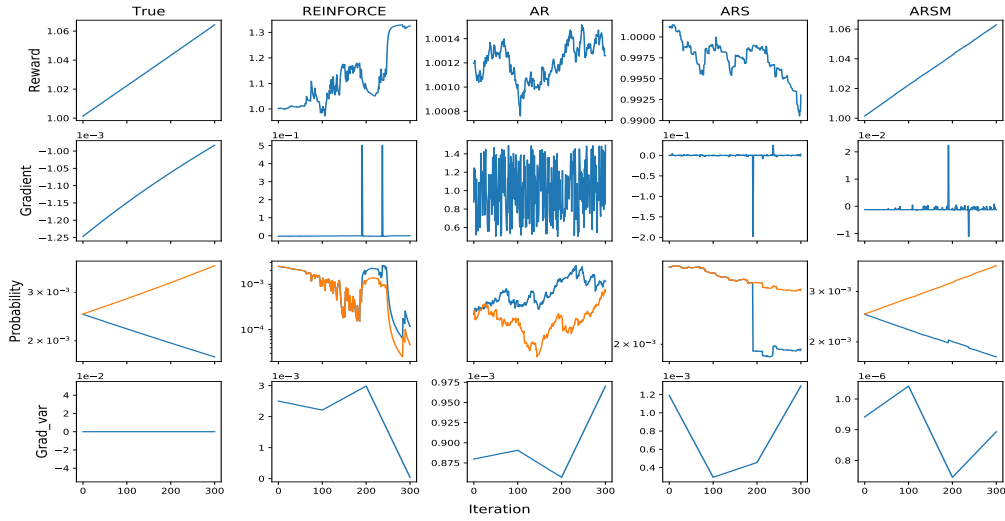 True REINFORCE AR ARS ARSM
Reward
1.06 1.04 1.02 1.00
1.3 1.2 1.1 1.0
1.0014 1.0012 1.0010 1.0008
1.0000 0.9975 0.9950 0.9925 0.9900
1.06 1.04 1.02 1.00
Gradient
1e−3 −1.00 −1.05 −1.10 −1.15 −1.20 −1.25
1e−1 5 4 3 2 1 0
1.4 1.2 1.0 0.8 0.6
1e−1 0.0 −0.5 −1.0 −1.5 −2.0
1e−2 2 1 0 −1
Probability
3 × 10⁻³ 2 × 10⁻³
10⁻³ 10⁻⁴
2 × 10⁻³
3 × 10⁻³ 2 × 10⁻³
Grad_var
1e−2 4 2 0 −2 −4
1e−3 3 2 1 0
1e−3 0.975 0.950 0.925 0.900 0.875
1e−3 1.2 1.0 0.8 0.6 0.4
1e−6 1.0 0.9 0.8
0 100 200 300 0 100 200 300 0 100 200 300 0 100 200 300 0 100 200 300
Iteration